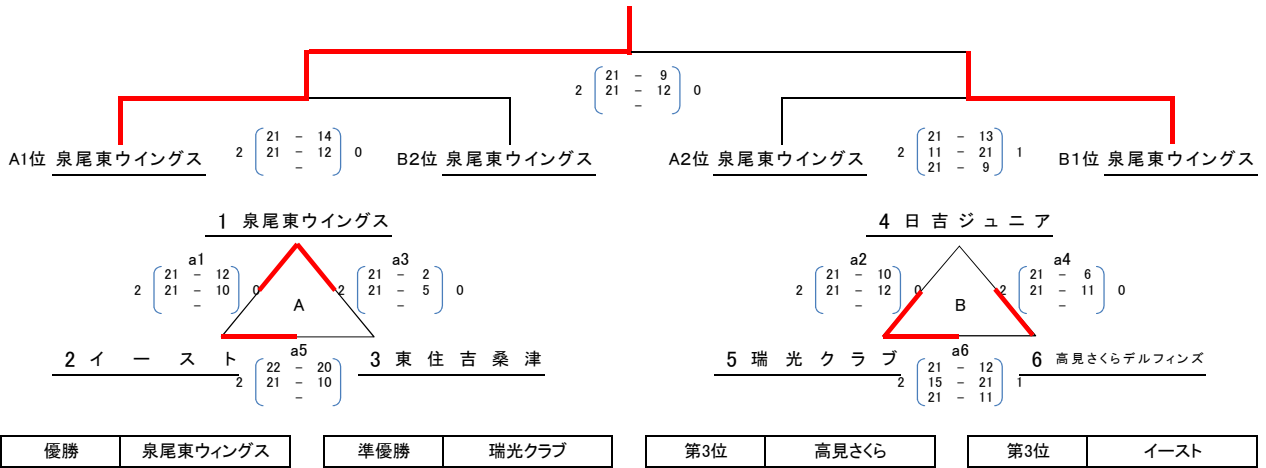 21 － 9
2 21 － 12 0
－
21 － 14
2 21 － 12 0
－
21 － 13
2 11 － 21 1
21 － 9
A1位 泉尾東ウイングス
B2位 泉尾東ウイングス
A2位 泉尾東ウイングス
B1位 泉尾東ウイングス
1 泉尾東ウイングス
4 日吉ジュニア
a1
21 － 12
2 21 － 10 0
－
a3
21 － 2
2 21 － 5 0
－
A
a2
21 － 10
2 21 － 12 0
－
a4
21 － 6
2 21 － 11 0
－
B
2 イースト
a5
3 東住吉桑津
22 － 20
2 21 － 10
－
5 瑞光クラブ
a6
6 高見さくらデルフィンズ
21 － 12
2 15 － 21 1
21 － 11
優勝 泉尾東ウィングス
準優勝 瑞光クラブ
第3位 高見さくら
第3位 イースト